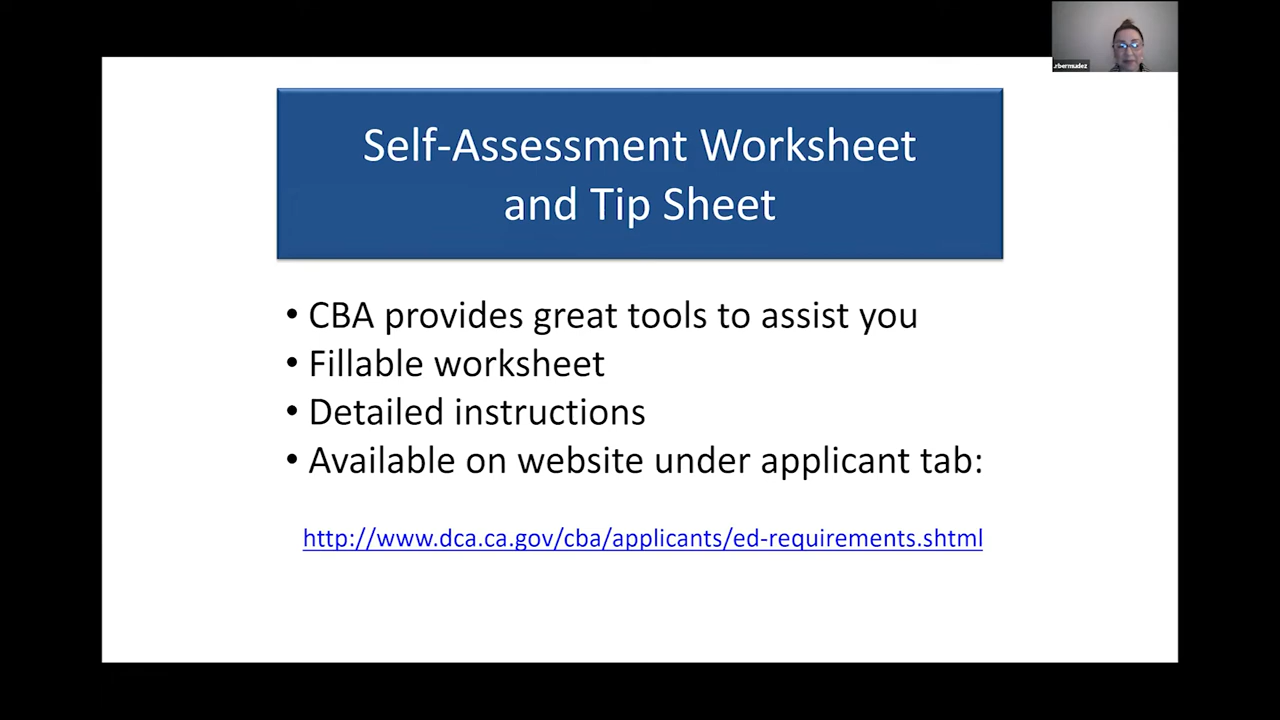 Self-Assessment Worksheet
and Tip Sheet
• CBA provides great tools to assist you
• Fillable worksheet
• Detailed instructions
• Available on website under applicant tab:
http://www.dca.ca.gov/cba/applicants/ed-requirements.shtml
rbermudez